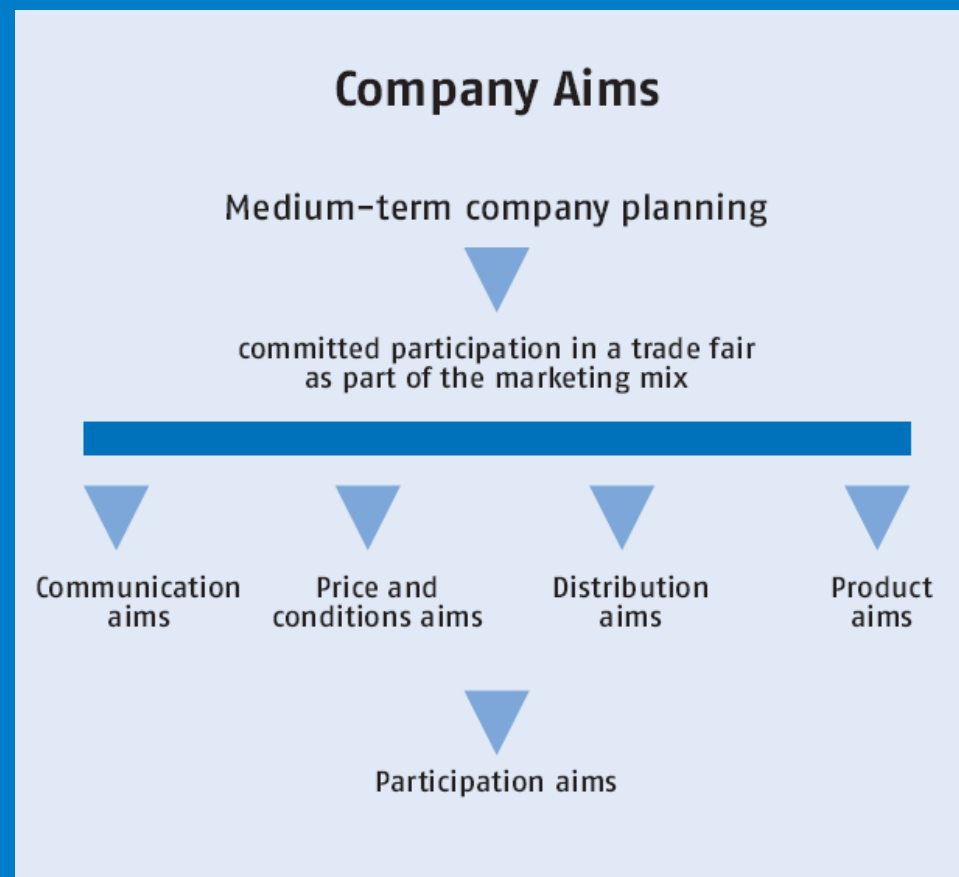 Company Aims
Medium-term company planning
committed participation in a trade fair
as part of the marketing mix
Communication
aims
Price and
conditions aims
Distribution
aims
Product
aims
Participation aims